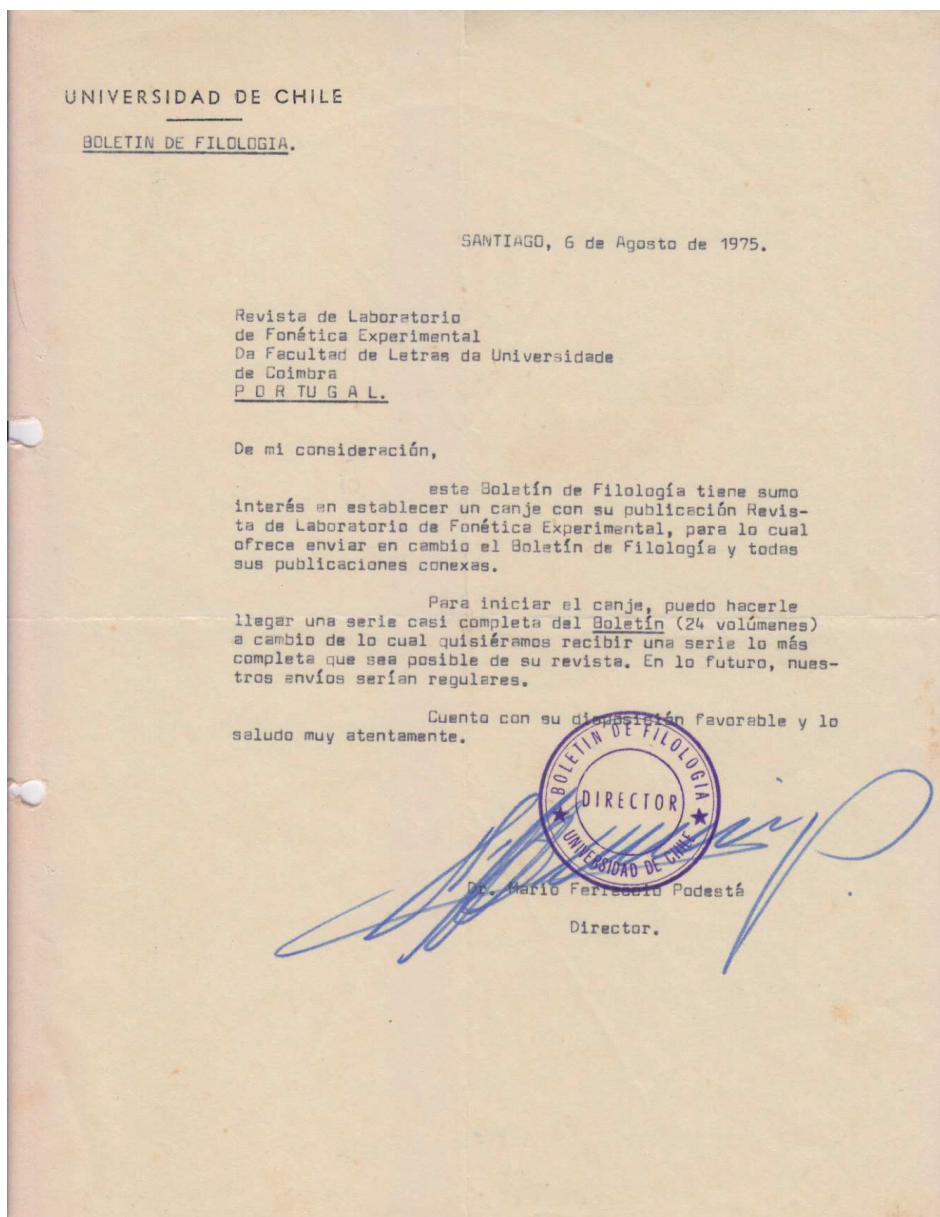 UNIVERSIDAD DE CHILE
BOLETIN DE FILOLOGIA.
SANTIAGO, 6 de Agosto de 1975.
Revista de Laboratorio
de Fonética Experimental
Da Facultad de Letras da Universidade
de Coimbra
P O R TU G A L.
De mi consideración,
este Boletín de Filología tiene sumo
interés en establecer un canje con su publicación Revis-
ta de Laboratorio de Fonética Experimental, para lo cual
ofrece enviar en cambio el Boletín de Filología y todas
sus publicaciones conexas.
Para iniciar el canje, puedo hacerle
llegar una serie casi completa del Boletín (24 volúmenes)
a cambio de lo cual quisiéramos recibir una serie lo más
completa que sea posible de su revista. En lo futuro, nues-
tros envíos serían regulares.
Cuento con su disposición favorable y lo
saludo muy atentamente.
BOLETIN DE FILOLOGIA
DIRECTOR
UNIVERSIDAD DE CHILE
Dr. Mario Ferreccio Podestá
Director.